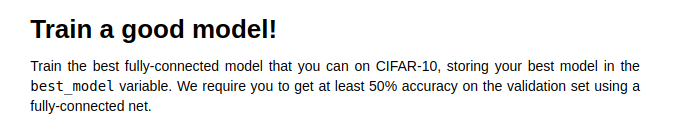 Train a good model!
Train the best fully-connected model that you can on CIFAR-10, storing your best model in the
best_model variable. We require you to get at least 50% accuracy on the validation set using a
fully-connected net.